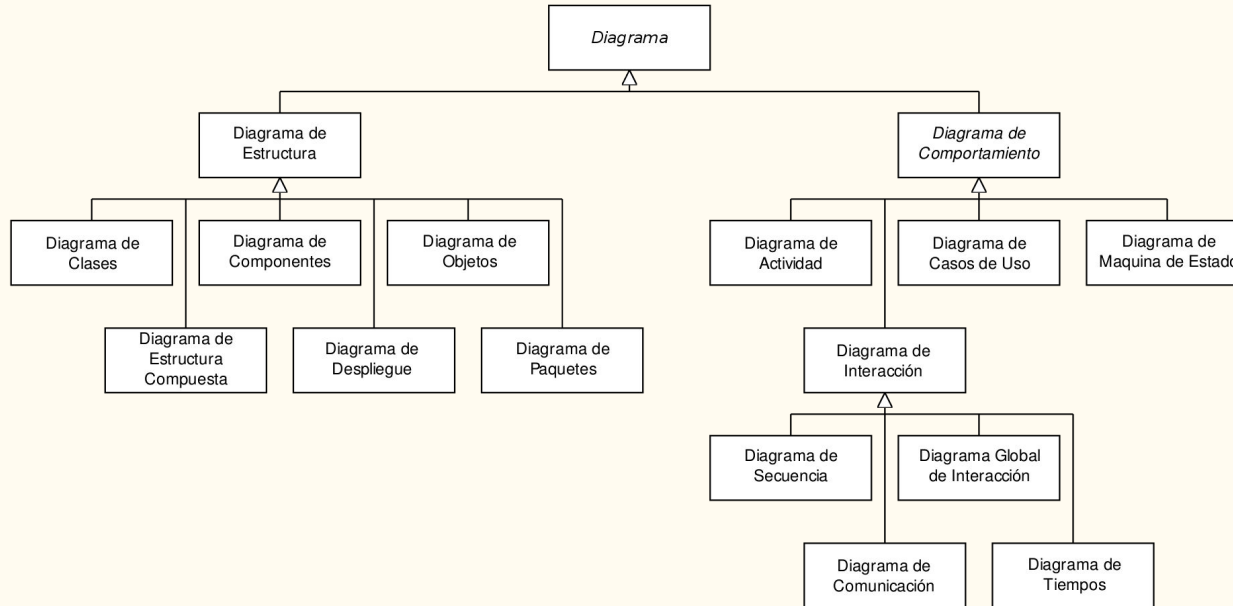 Diagrama
Diagrama de
Estructura
Diagrama de
Comportamiento
Diagrama de
Clases
Diagrama de
Componentes
Diagrama de
Objetos
Diagrama de
Actividad
Diagrama de
Casos de Uso
Diagrama de
Maquina de Estado
Diagrama de
Estructura
Compuesta
Diagrama de
Despliegue
Diagrama de
Paquetes
Diagrama de
Interacción
Diagrama de
Secuencia
Diagrama Global
de Interacción
Diagrama de
Comunicación
Diagrama de
Tiempos